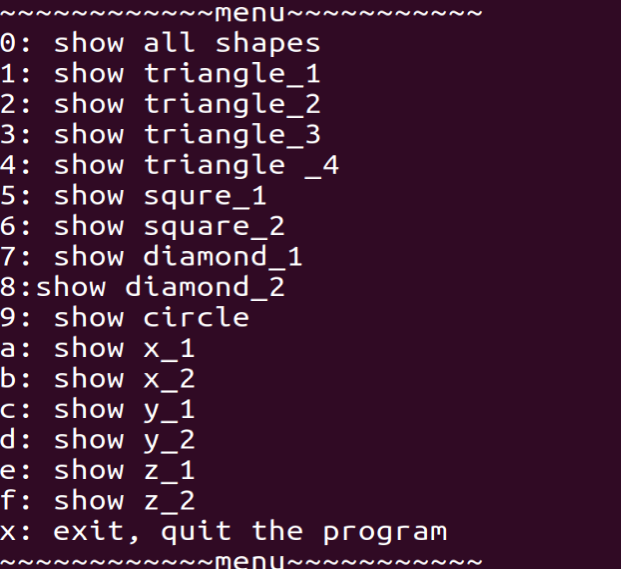 ~~~~~~~~~~~~menu~~~~~~~~~~~
0: show all shapes
1: show triangle_1
2: show triangle_2
3: show triangle_3
4: show triangle _4
5: show squre_1
6: show square_2
7: show diamond_1
8:show diamond_2
9: show circle
a: show x_1
b: show x_2
c: show y_1
d: show y_2
e: show z_1
f: show z_2
x: exit, quit the program
~~~~~~~~~~~~menu~~~~~~~~~~~